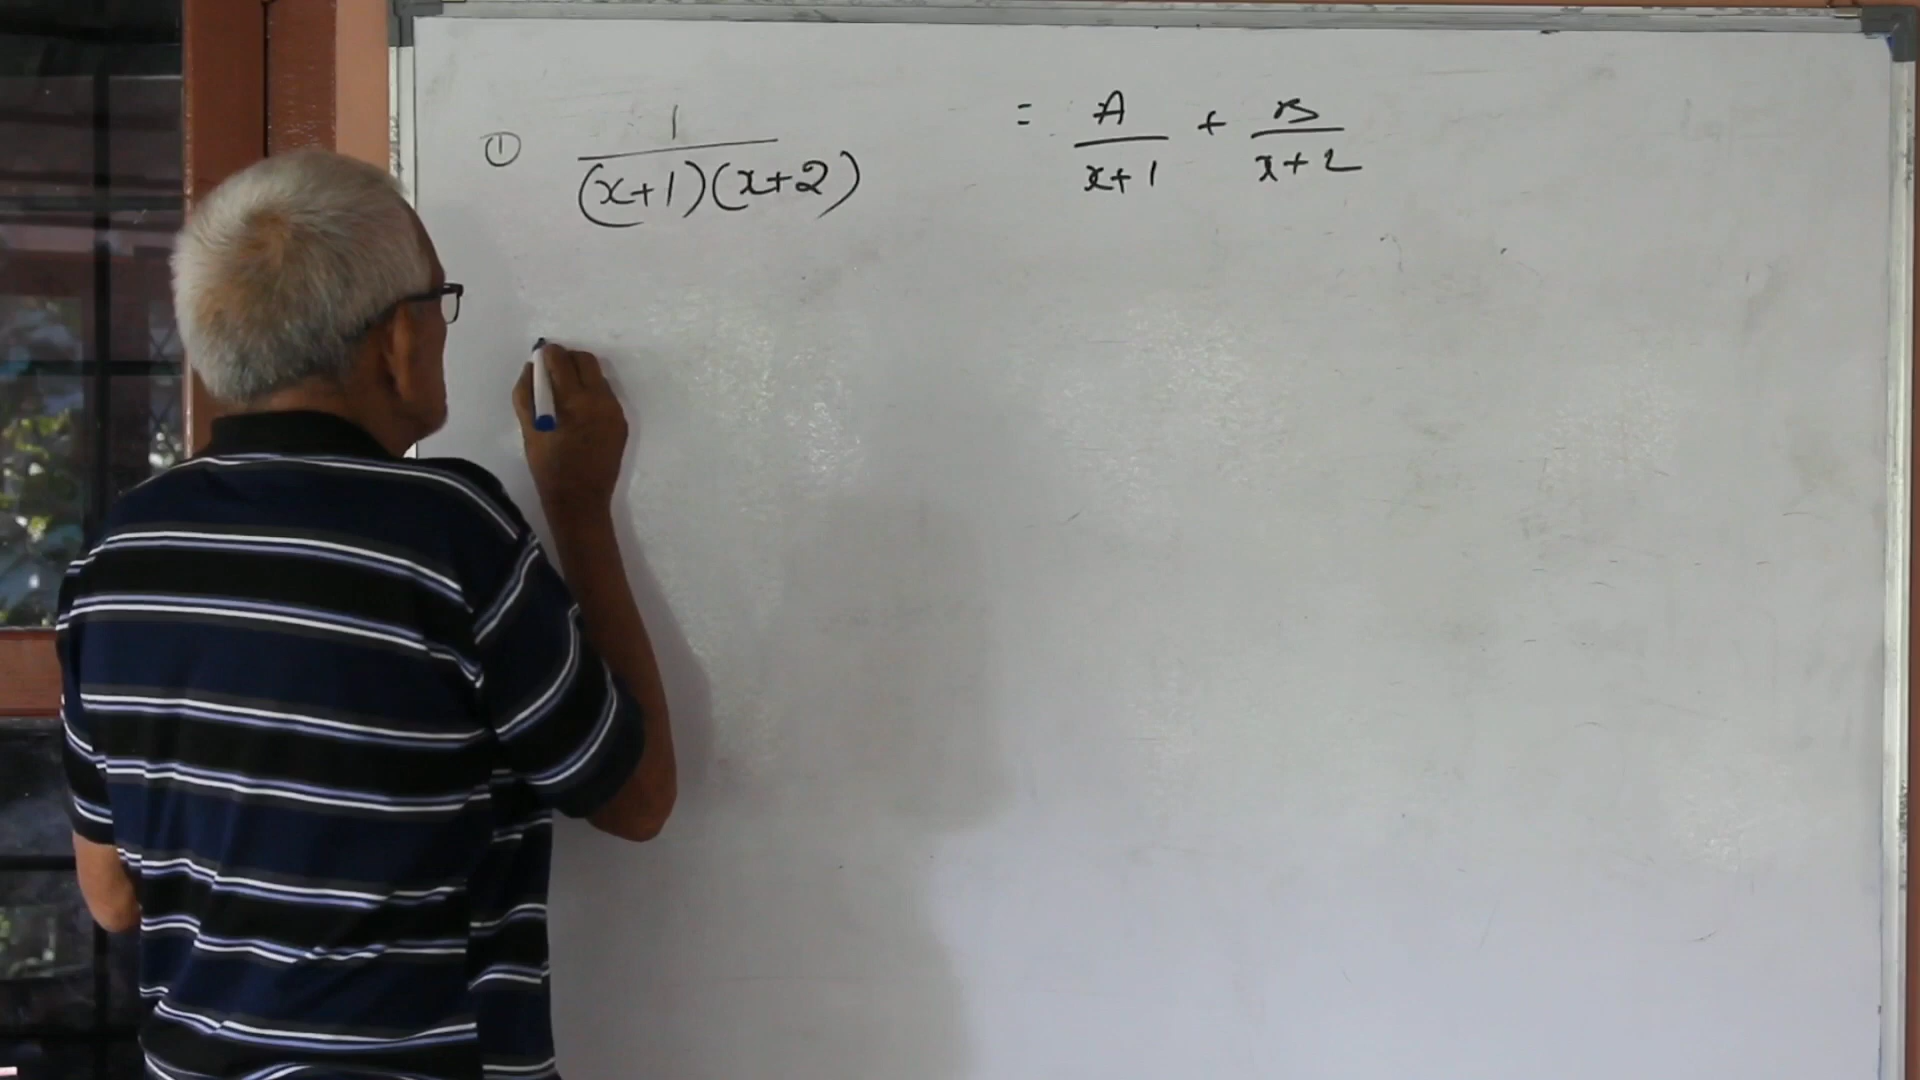 ① 1/(x+1)(x+2) = A/x+1 + B/x+2